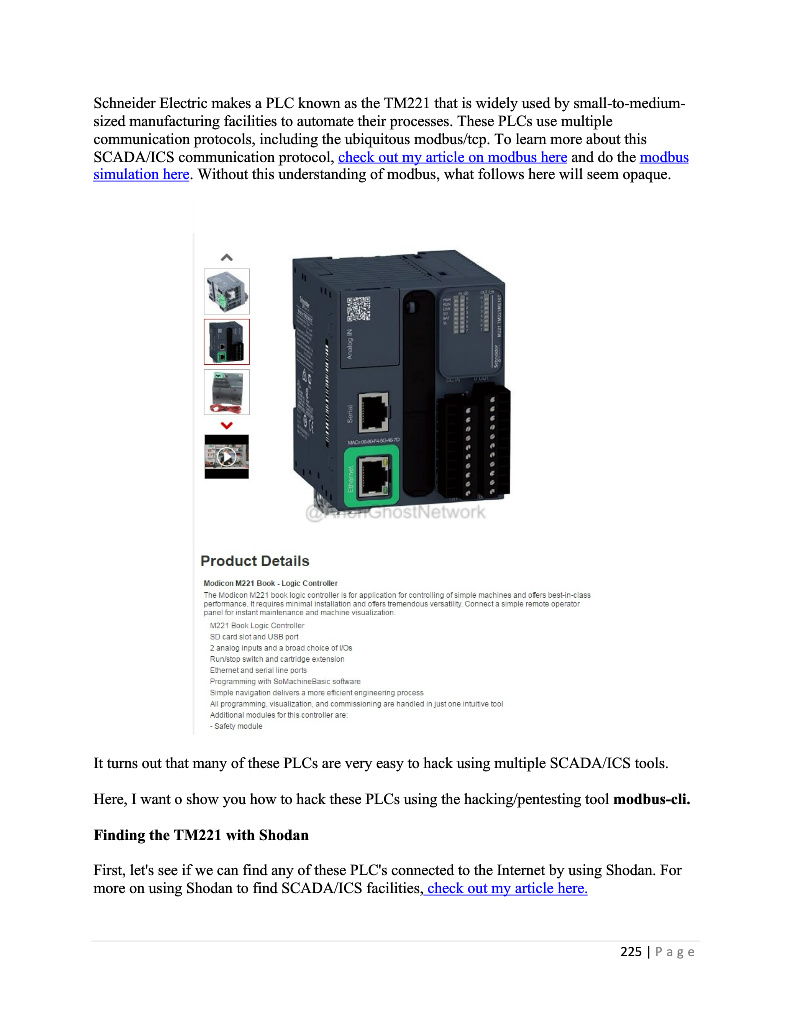 Schneider Electric makes a PLC known as the TM221 that is widely used by small-to-medium-
sized manufacturing facilities to automate their processes. These PLCs use multiple
communication protocols, including the ubiquitous modbus/tcp. To learn more about this
SCADA/ICS communication protocol, check out my article on modbus here and do the modbus
simulation here. Without this understanding of modbus, what follows here will seem opaque.
Analog IN
Serial
Ethernet
Schneider
GhostNetwork
Product Details
Modicon M221 Book - Logic Controller
The Modicon M221 book logic controller is for application for controlling of simple machines and offers best-in-class
performance. It requires minimal installation and offers tremendous versatility. Connect a simple remote operator
panel for instant maintenance and machine visualization.
M221 Book Logic Controller
SD card slot and USB port
2 analog inputs and a broad choice of I/Os
Run/stop switch and cartridge extension
Ethernet and serial line ports
Programming with SoMachineBasic software
Simple navigation delivers a more efficient engineering process
All programming, visualization, and commissioning are handled in just one intuitive tool
Additional modules for this controller are:
- Safety module
It turns out that many of these PLCs are very easy to hack using multiple SCADA/ICS tools.
Here, I want o show you how to hack these PLCs using the hacking/pentesting tool modbus-cli.
Finding the TM221 with Shodan
First, let's see if we can find any of these PLC's connected to the Internet by using Shodan. For
more on using Shodan to find SCADA/ICS facilities, check out my article here.
225 | P a g e